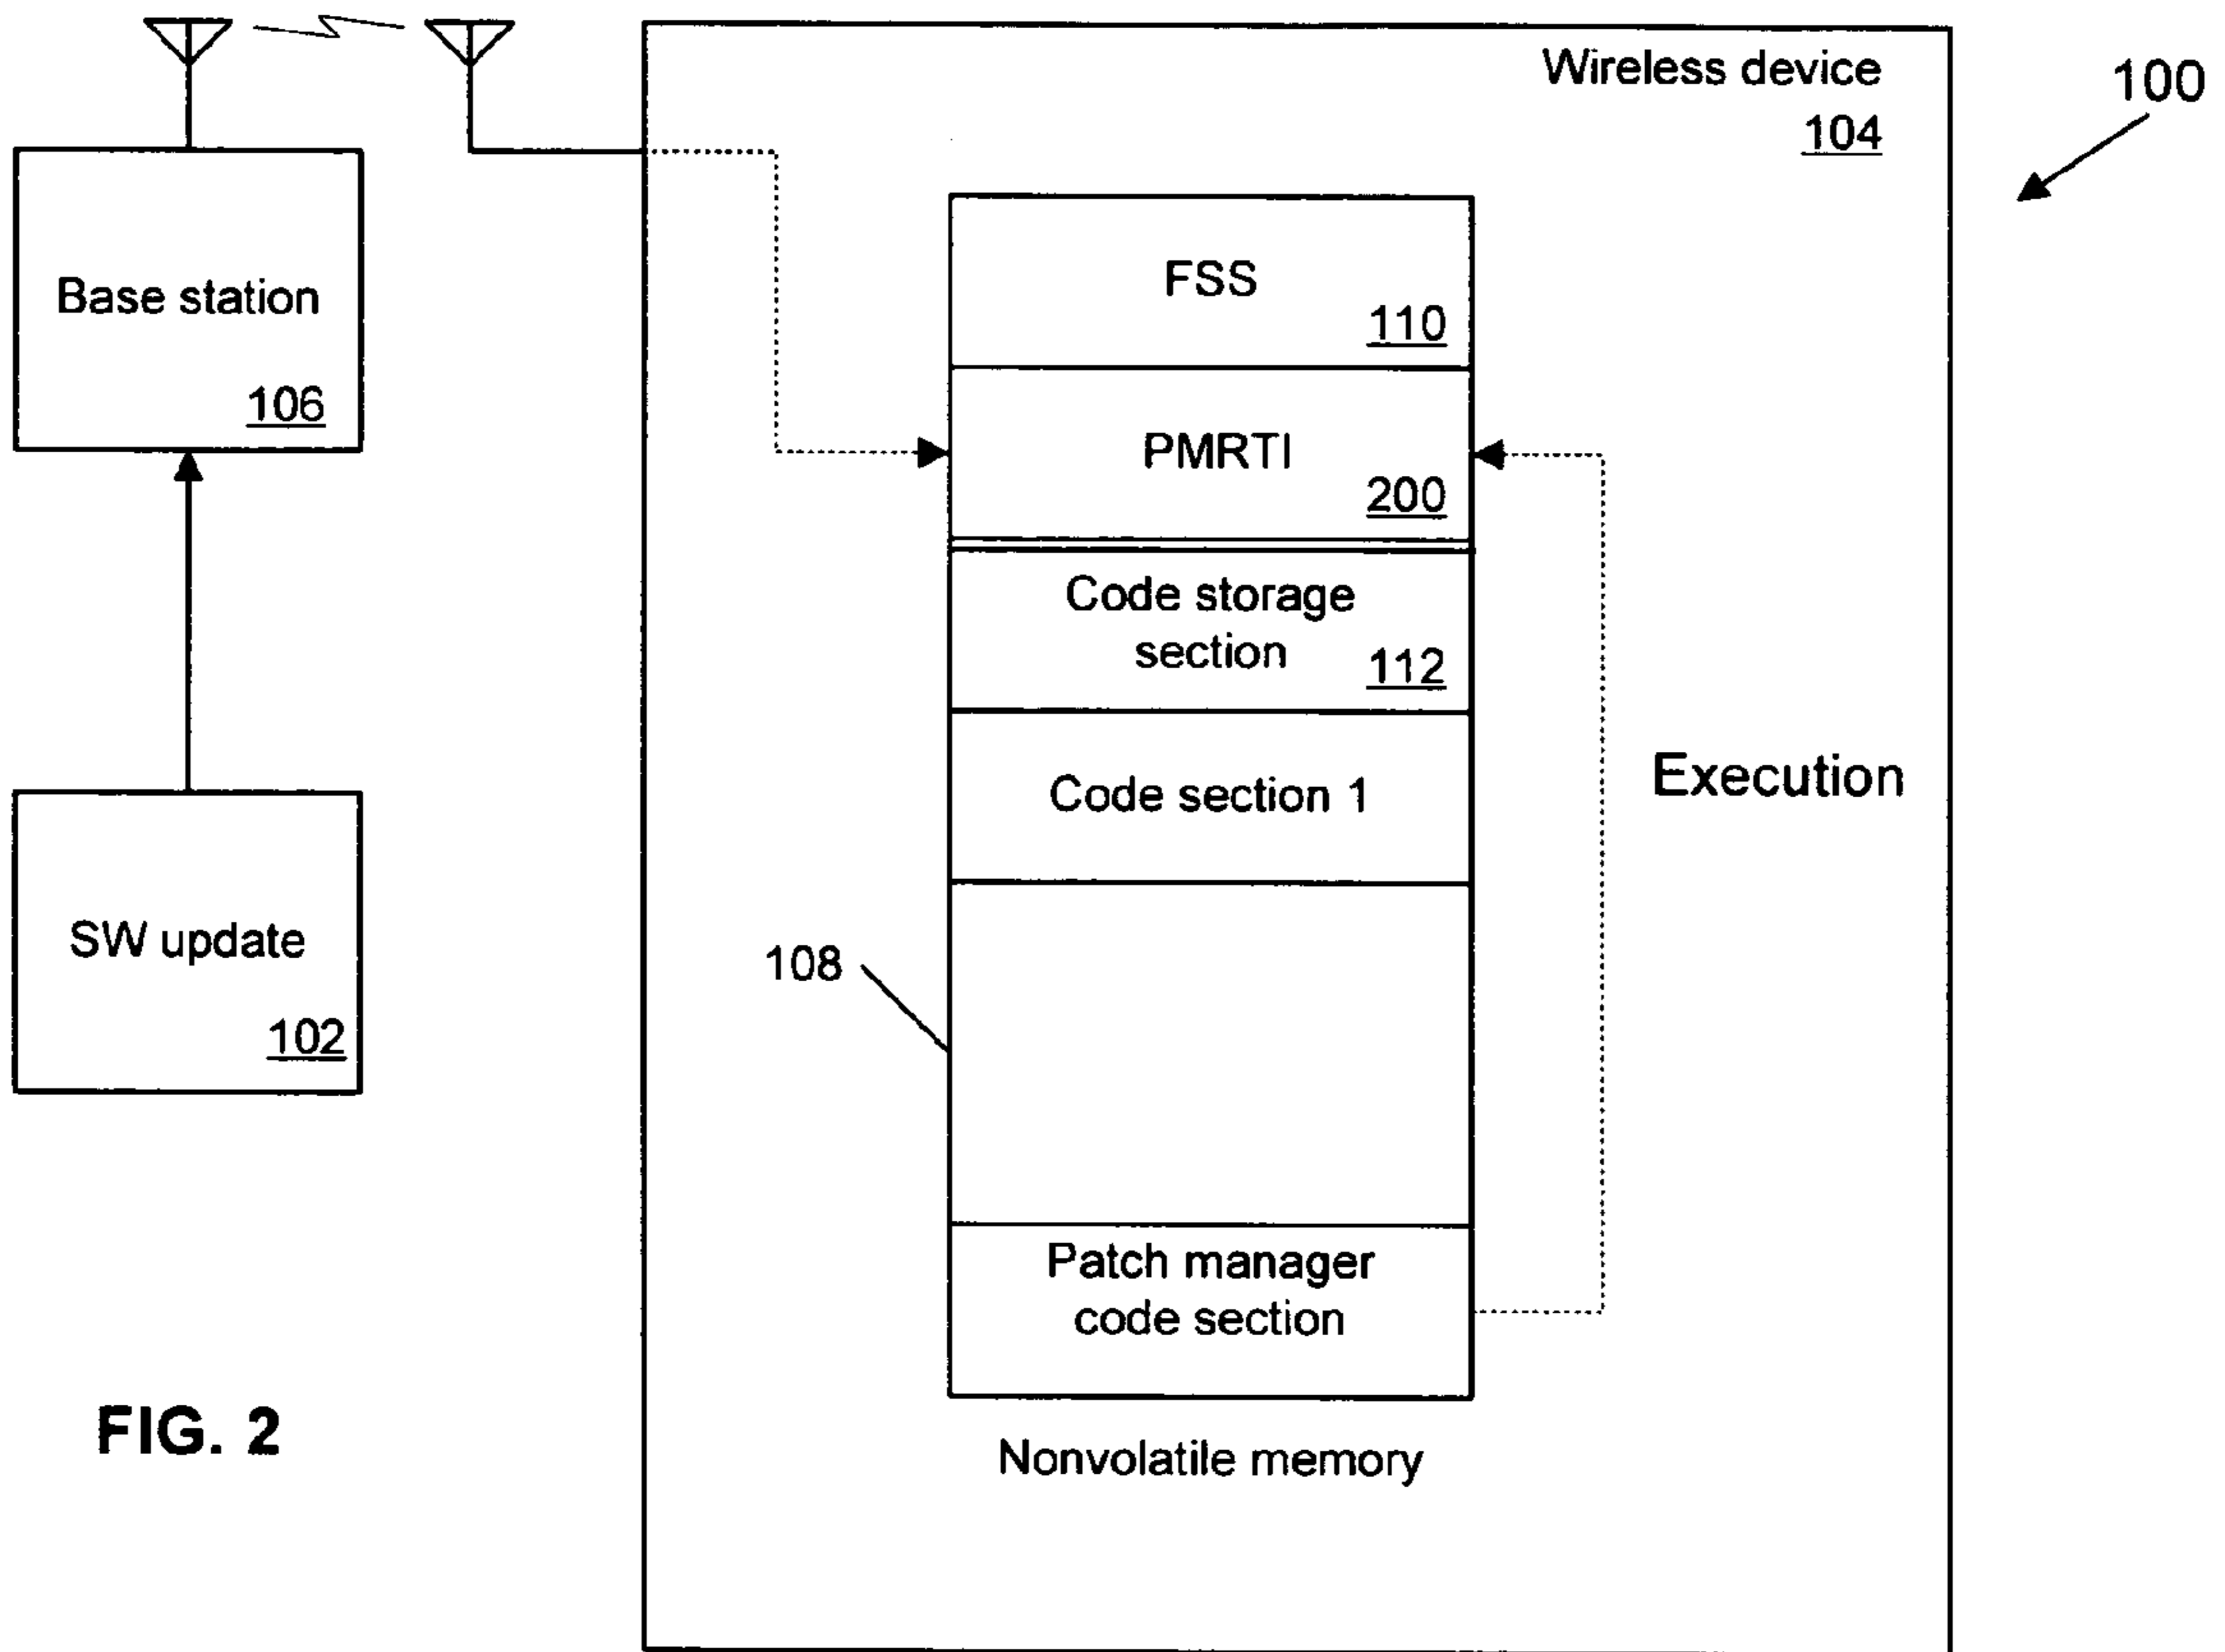 Wireless device
104
100
Base station
106
SW update
102
FSS
110
PMRTI
200
Code storage
section
112
Code section 1
Execution
108
Patch manager
code section
Nonvolatile memory
FIG. 2